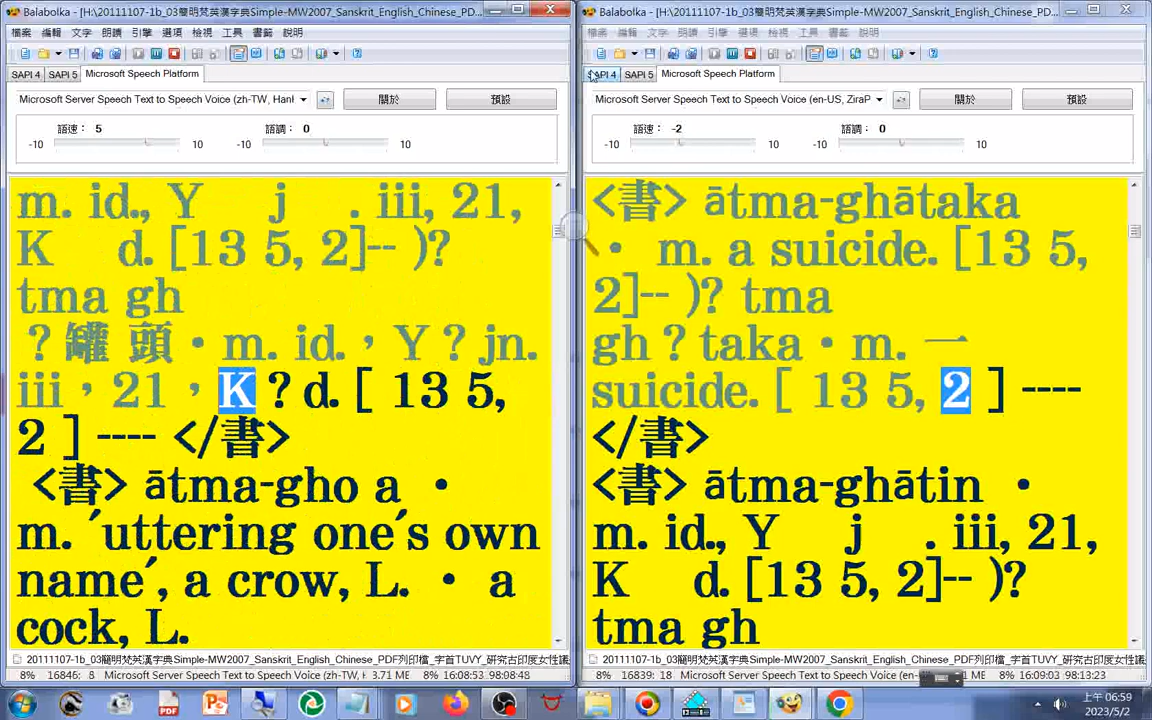 Balabolka - [H:\20111107-1b_03簡明梵英漢字典Simple-MW2007_Sanskrit_English_Chinese_PD...
檔案 編輯 文字 朗讀 引擎 選項 檢視 工具 書籤 說明
SAPI 4 SAPI 5 Microsoft Speech Platform
Microsoft Server Speech Text to Speech Voice (zh-TW, Hanl
關於 預設
語速： 5 語調： 0
-10 10 -10 10
m. id., Y j . iii, 21,
K d. [13 5, 2]-- )?
tma gh
？罐 頭・m. id.，Y？jn.
iii，21，K？d. [ 13 5,
2 ] ---- </書>
<書> ātma-gho a ・
m. ´uttering one´s own
name´, a crow, L. ・ a
cock, L.
20111107-1b_03簡明梵英漢字典Simple-MW2007_Sanskrit_English_Chinese_PDF列印檔_字首TUVY_研究古印度女性議
8% 16846: 8 Microsoft Server Speech Text to Speech Voice (zh-TW, H 3.71 ME 8% 16:08:53 98:08:48
Balabolka - [H:\20111107-1b_03簡明梵英漢字典Simple-MW2007_Sanskrit_English_Chinese_PD...
檔案 編輯 文字 朗讀 引擎 選項 檢視 工具 書籤 說明
SAPI 4 SAPI 5 Microsoft Speech Platform
Microsoft Server Speech Text to Speech Voice (en-US, ZiraP
關於 預設
語速： -2 語調： 0
-10 10 -10 10
<書> ātma-ghātaka
・ m. a suicide. [13 5,
2]-- )? tma
gh？taka・m. 一
suicide. [ 13 5, 2 ] ----
</書>
<書> ātma-ghātin ・
m. id., Y j . iii, 21,
K d. [13 5, 2]-- )?
tma gh
20111107-1b_03簡明梵英漢字典Simple-MW2007_Sanskrit_English_Chinese_PDF列印檔_字首TUVY_研究古印度女性議
8% 16839: 18 Microsoft Server Speech Text to Speech Voice (en-U ME 8% 16:09:03 98:13:23
上午 06:59
2023/5/2